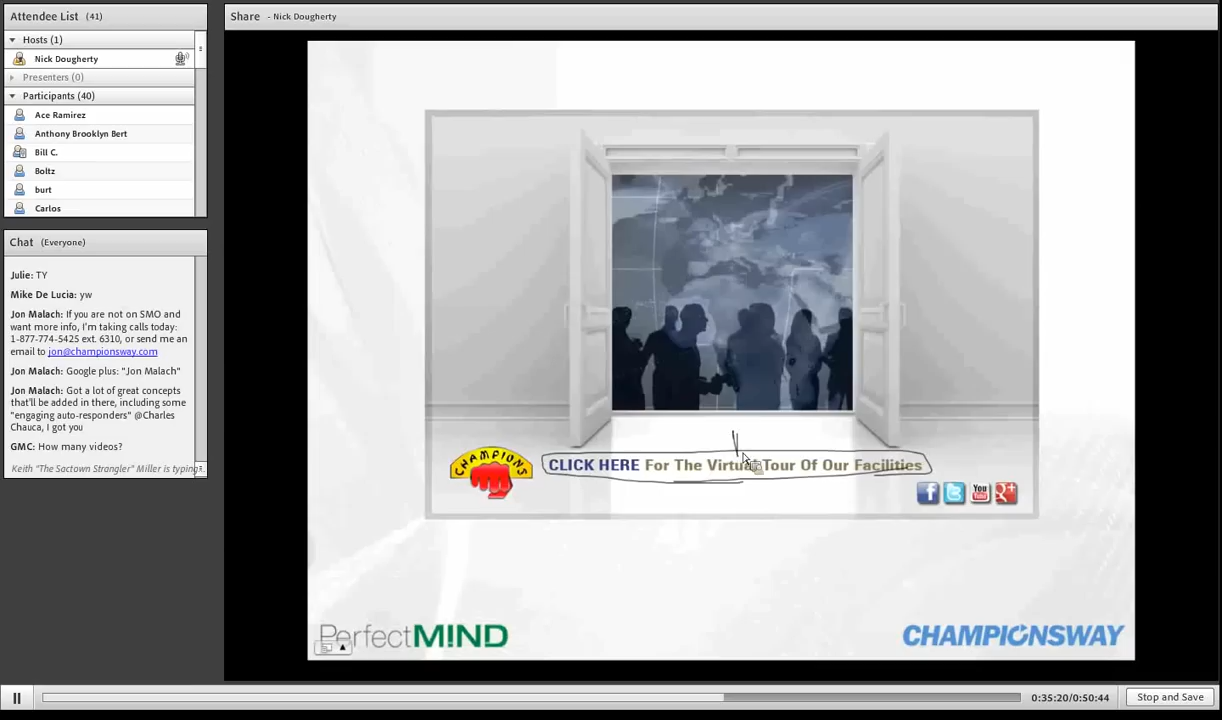 Attendee List (41)
Hosts (1)
Nick Dougherty
Presenters (0)
Participants (40)
Ace Ramirez
Anthony Brooklyn Bert
Bill C.
Boltz
burt
Carlos
Chat (Everyone)
Julie: TY
Mike De Lucia: yw
Jon Malach: If you are not on SMO and
want more info, I'm taking calls today:
1-877-774-5425 ext. 6310, or send me an
email to jon@championsway.com
Jon Malach: Google plus: "Jon Malach"
Jon Malach: Got a lot of great concepts
that'll be added in there, including some
"engaging auto-responders" @Charles
Chauca, I got you
GMC: How many videos?
Keith "The Sactown Strangler" Miller is typing.
Share - Nick Dougherty
CHAMPIONS
CLICK HERE For The Virtual Tour Of Our Facilities
You Tube
PerfectMIND
CHAMPIONSWAY
0:35:20/0:50:44
Stop and Save